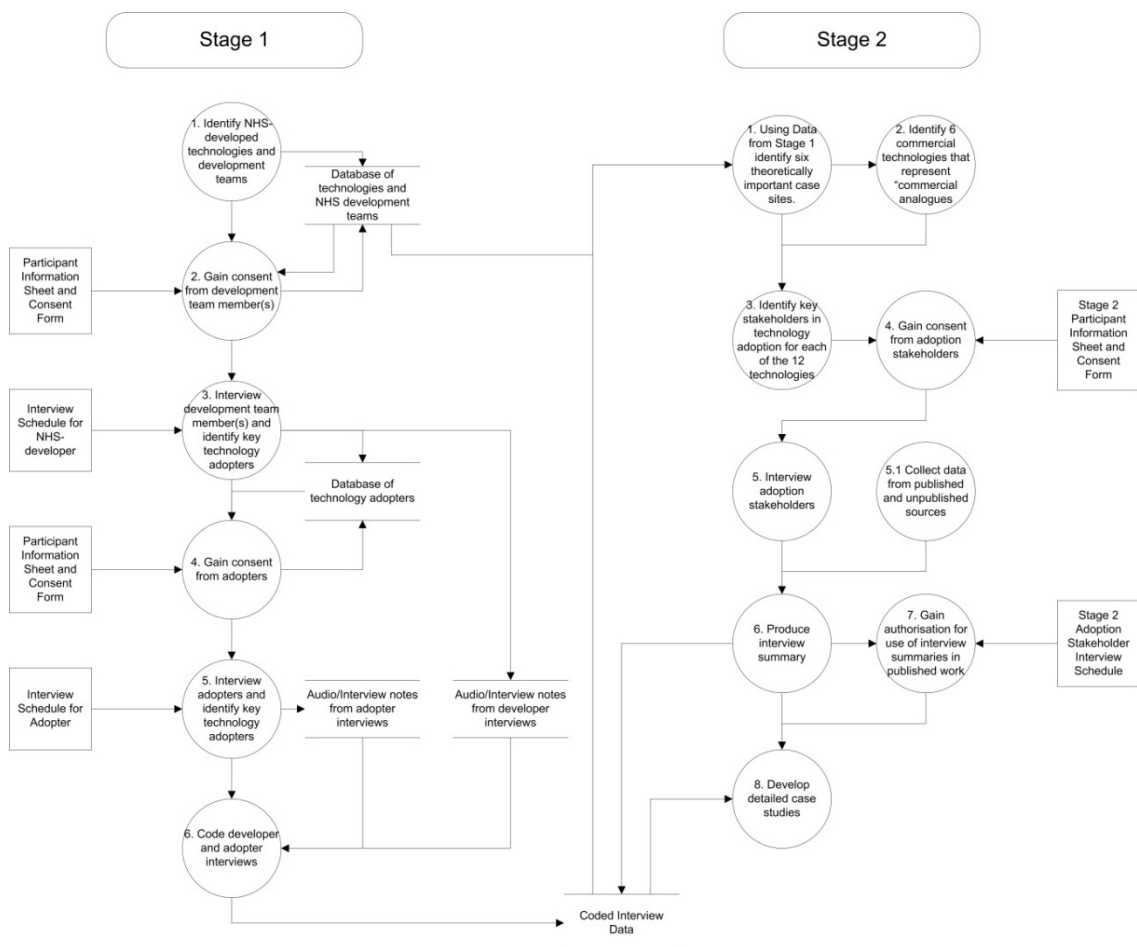 Stage 1
1. Identify NHS-
developed
technologies and
development
teams
Database of
technologies and
NHS development
teams
Participant
Information
Sheet and
Consent
Form
2. Gain consent
from development
team member(s)
Interview
Schedule for
NHS-
developer
3. Interview
development team
member(s) and
identify key
technology
adopters
Database of
technology adopters
Participant
Information
Sheet and
Consent
Form
4. Gain consent
from adopters
Interview
Schedule for
Adopter
5. Interview
adopters and
identify key
technology
adopters
Audio/Interview notes
from adopter
interviews
Audio/Interview notes
from developer
interviews
6. Code developer
and adopter
interviews
Coded Interview
Data
Stage 2
1. Using Data
from Stage 1
identify six
theoretically
important case
sites.
2. Identify 6
commercial
technologies that
represent
“commercial
analogues
3. Identify key
stakeholders in
technology
adoption for each
of the 12
technologies
4. Gain consent
from adoption
stakeholders
Stage 2
Participant
Information
Sheet and
Consent
Form
5. Interview
adoption
stakeholders
5.1 Collect data
from published
and unpublished
sources
6. Produce
interview
summary
7. Gain
authorisation for
use of interview
summaries in
published work
Stage 2
Adoption
Stakeholder
Interview
Schedule
8. Develop
detailed case
studies